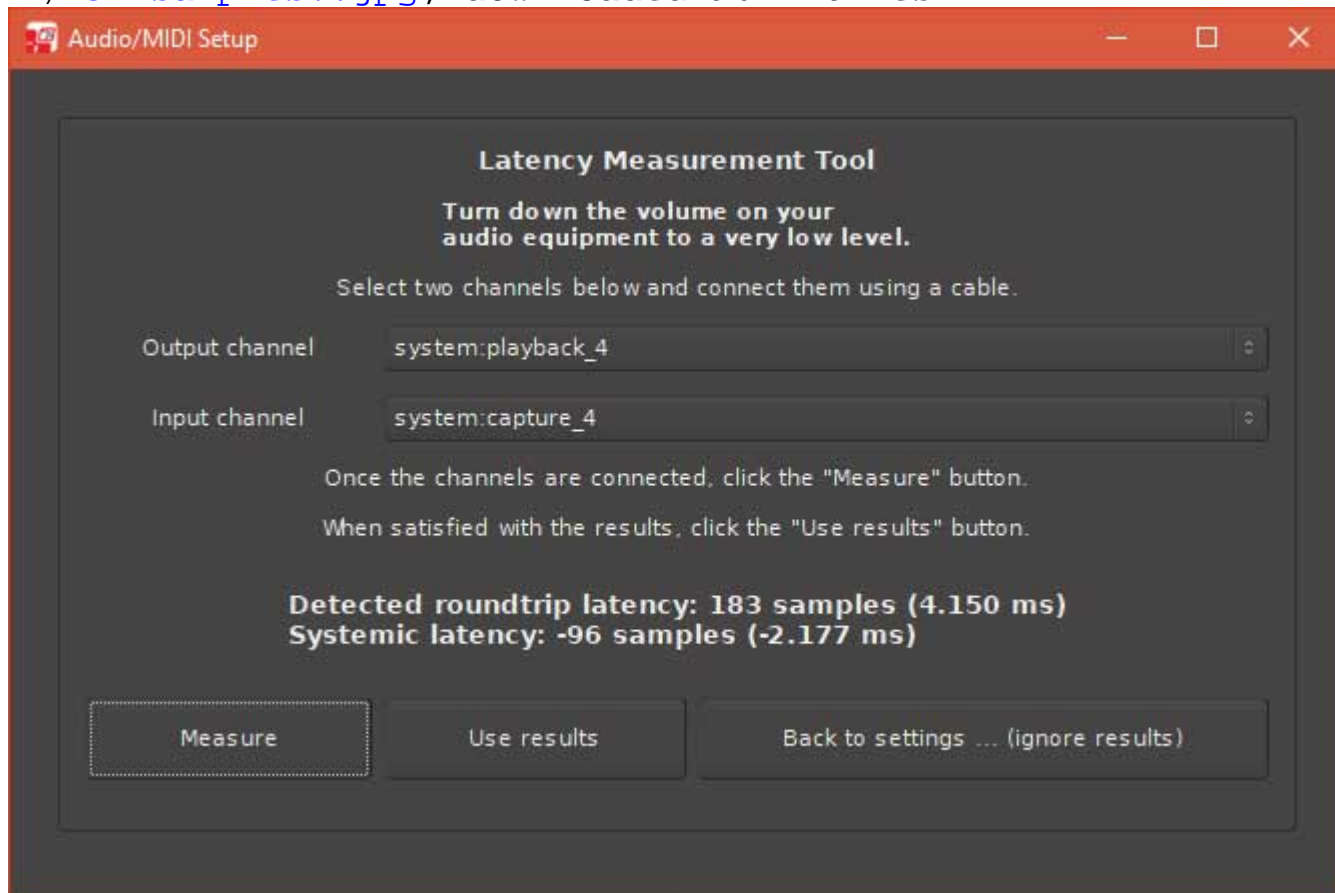 Audio/MIDI Setup
Latency Measurement Tool
Turn down the volume on your
audio equipment to a very low level.
Select two channels below and connect them using a cable.
Output channel system:playback_4
Input channel system:capture_4
Once the channels are connected, click the "Measure" button.
When satisfied with the results, click the "Use results" button.
Detected roundtrip latency: 183 samples (4.150 ms)
Systemic latency: -96 samples (-2.177 ms)
Measure Use results Back to settings ... (ignore results)